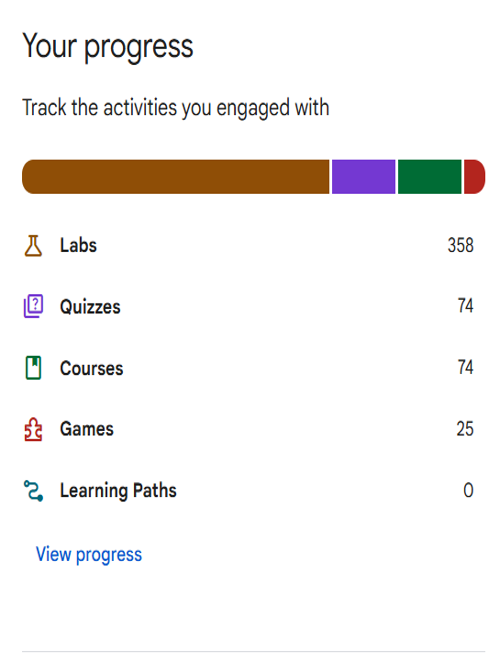 Your progress
Track the activities you engaged with
Labs 358
Quizzes 74
Courses 74
Games 25
Learning Paths 0
View progress